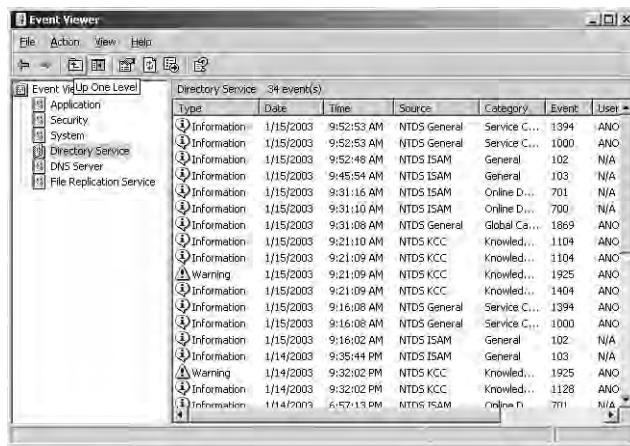 Event Viewer
File Action View Help
Up One Level
Application
Security
System
Directory Service
DNS Server
File Replication Service
Directory Service 34 event(s)
Type Date Time Source Category Event User
Information 1/15/2003 9:52:53 AM NTDS General Service C... 1394 ANO
Information 1/15/2003 9:52:53 AM NTDS General Service C... 1000 ANO
Information 1/15/2003 9:52:48 AM NTDS ISAM General 102 N/A
Information 1/15/2003 9:45:54 AM NTDS ISAM General 103 N/A
Information 1/15/2003 9:31:16 AM NTDS ISAM Online D... 701 N/A
Information 1/15/2003 9:31:10 AM NTDS ISAM Online D... 700 N/A
Information 1/15/2003 9:31:08 AM NTDS General Global Ca... 1869 ANO
Information 1/15/2003 9:21:10 AM NTDS KCC Knowled... 1104 ANO
Information 1/15/2003 9:21:09 AM NTDS KCC Knowled... 1104 ANO
Warning 1/15/2003 9:21:09 AM NTDS KCC Knowled... 1925 ANO
Information 1/15/2003 9:21:09 AM NTDS KCC Knowled... 1404 ANO
Information 1/15/2003 9:16:08 AM NTDS General Service C... 1394 ANO
Information 1/15/2003 9:16:08 AM NTDS General Service C... 1000 ANO
Information 1/15/2003 9:16:02 AM NTDS ISAM General 102 N/A
Information 1/14/2003 9:35:44 PM NTDS ISAM General 103 N/A
Warning 1/14/2003 9:32:02 PM NTDS KCC Knowled... 1925 ANO
Information 1/14/2003 9:32:02 PM NTDS KCC Knowled... 1128 ANO
Information 1/14/2003 6:57:13 PM NTDS ISAM Online D... 701 N/A